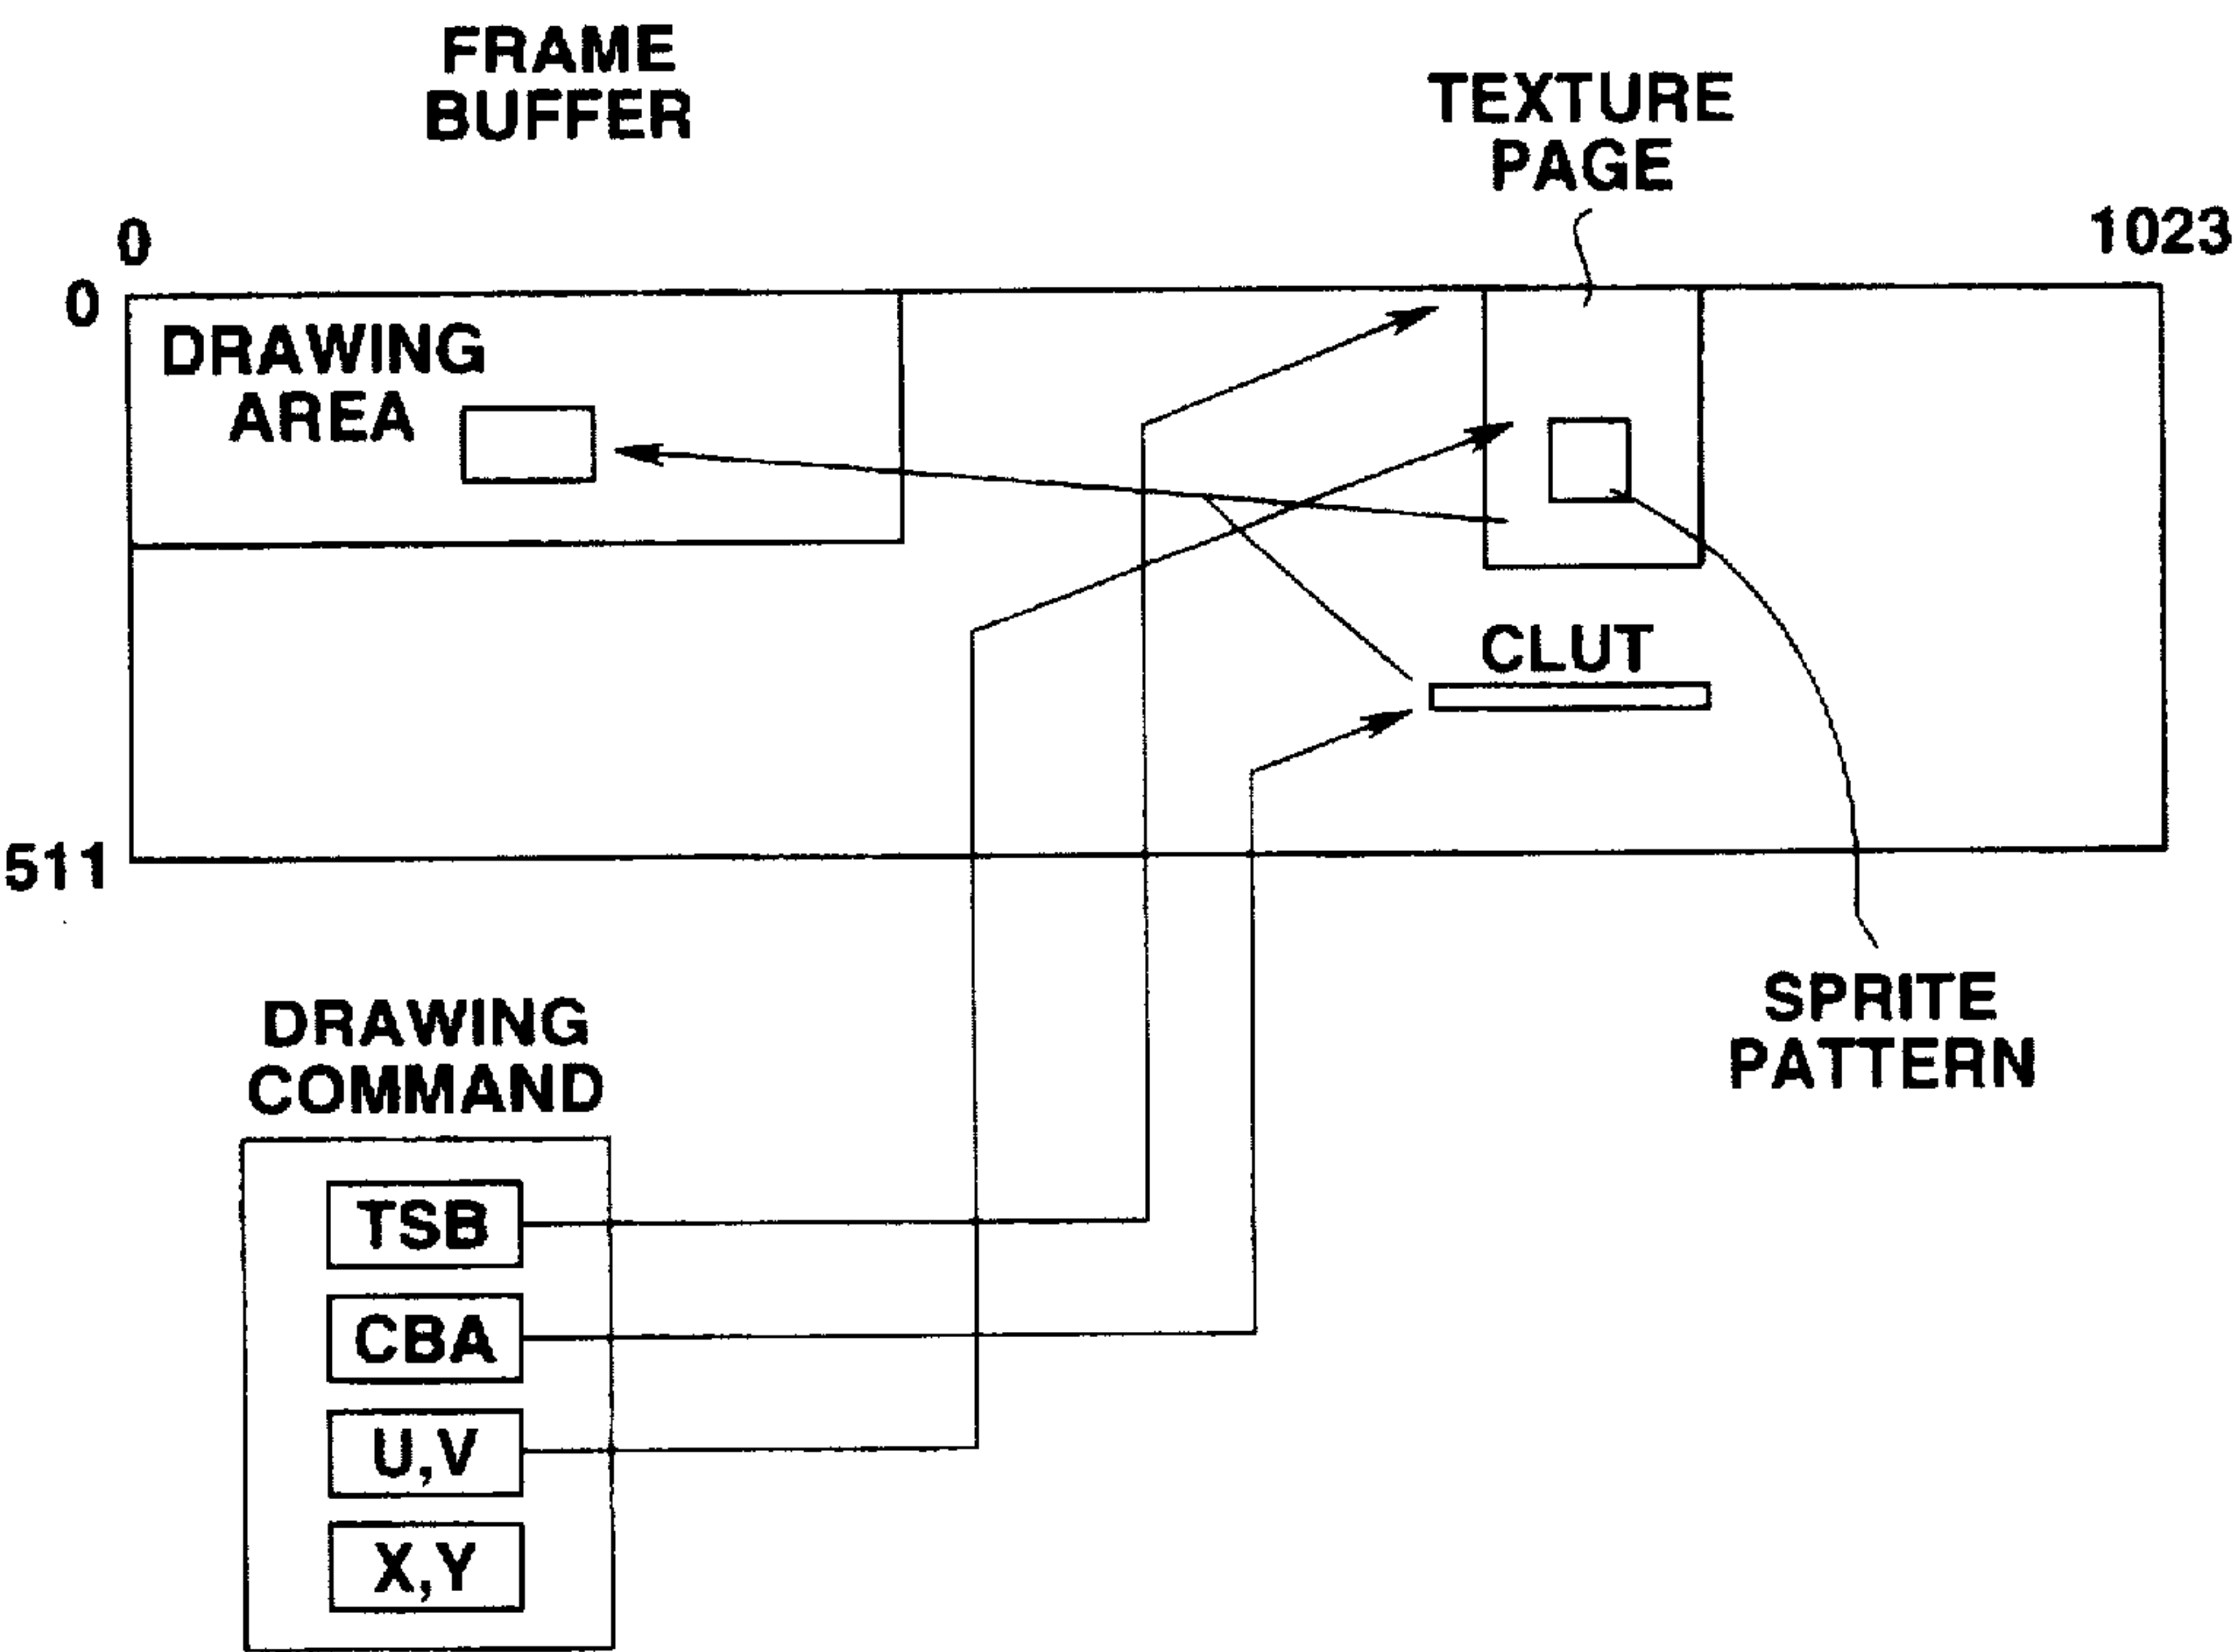 FRAME
BUFFER
TEXTURE
PAGE
0
1023
0
DRAWING
AREA
CLUT
511
SPRITE
PATTERN
DRAWING
COMMAND
TSB
CBA
U,V
X,Y